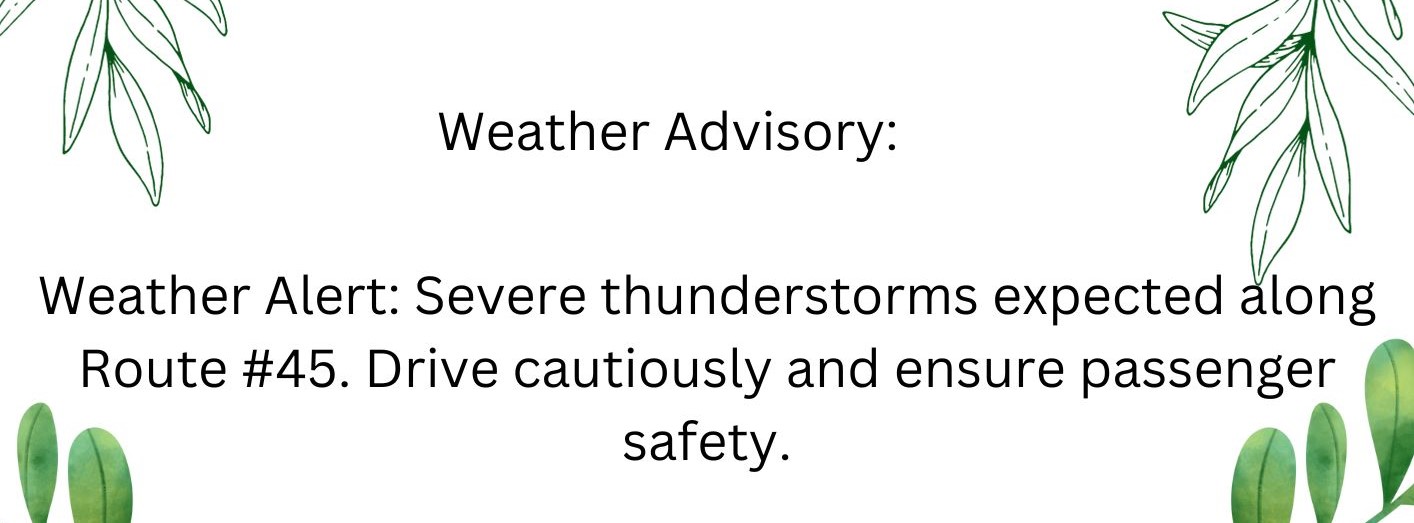 Weather Advisory:
Weather Alert: Severe thunderstorms expected along
Route #45. Drive cautiously and ensure passenger
safety.